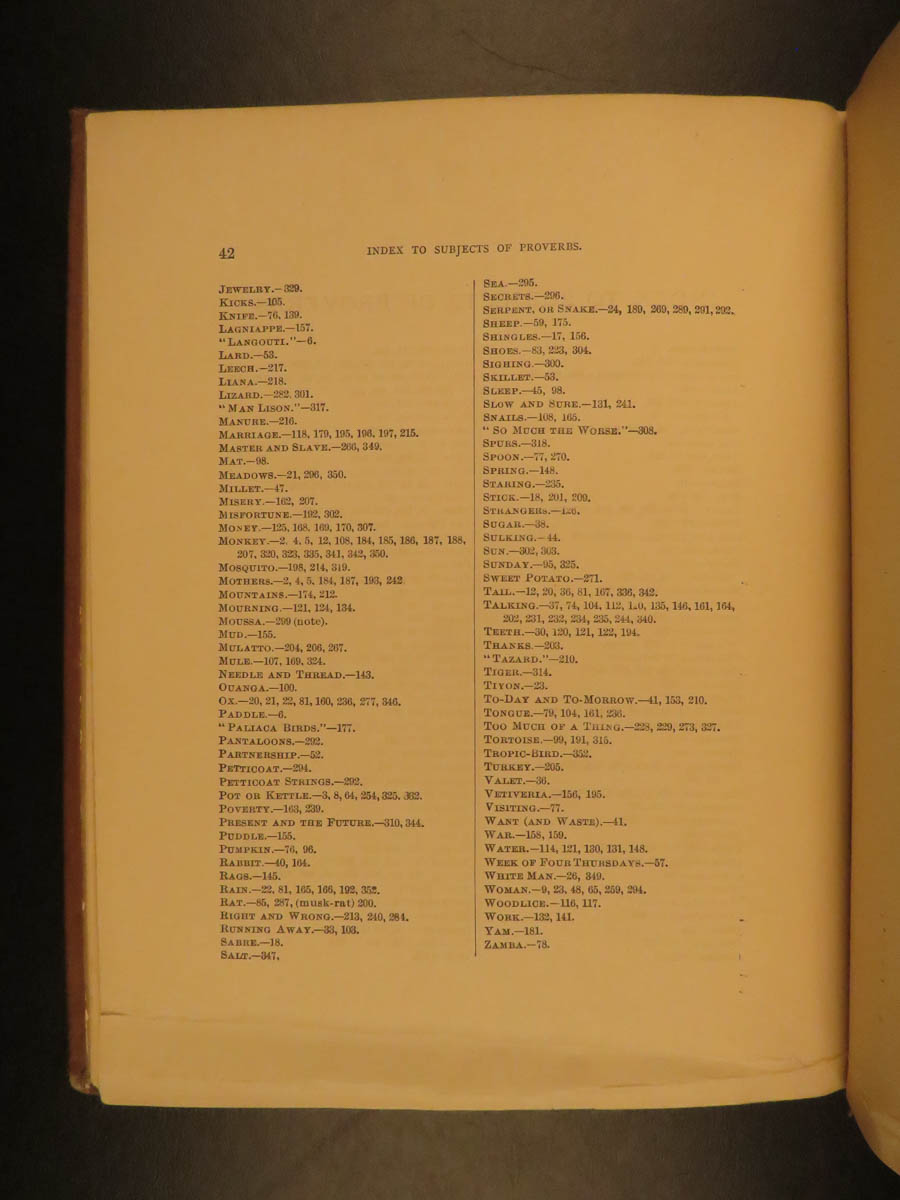 42
INDEX TO SUBJECTS OF PROVERBS.
JEWELRY.—329.
KICKS.—105.
KNIFE.—76, 139.
LAGNIAPPE.—157.
"LANGOUTI."—6.
LARD.—53.
LEECH.—217.
LIANA.—218.
LIZARD.—282, 301.
"MAN LISON."—317.
MANURE.—216.
MARRIAGE.—118, 179, 195, 196, 197, 215.
MASTER AND SLAVE.—266, 349.
MAT.—98.
MEADOWS.—21, 296, 350.
MILLET.—47.
MISERY.—162, 207.
MISFORTUNE.—192, 302.
MONEY.—125, 168, 169, 170, 307.
MONKEY.—2, 4, 5, 12, 108, 184, 185, 186, 187, 188,
207, 320, 323, 335, 341, 342, 350.
MOSQUITO.—198, 214, 319.
MOTHERS.—2, 4, 5, 184, 187, 193, 242.
MOUNTAINS.—174, 212.
MOURNING.—121, 124, 134.
MOUSSA.—299 (note).
MUD.—155.
MULATTO.—204, 206, 267.
MULE.—107, 169, 324.
NEEDLE AND THREAD.—143.
OUANGA.—100.
OX.—20, 21, 22, 81, 160, 236, 277, 346.
PADDLE.—6.
"PALIACA BIRDS."—177.
PANTALOONS.—292.
PARTNERSHIP.—52.
PETTICOAT.—294.
PETTICOAT STRINGS.—292.
POT OR KETTLE.—3, 8, 64, 254, 325, 362.
POVERTY.—163, 239.
PRESENT AND THE FUTURE.—310, 344.
PUDDLE.—155.
PUMPKIN.—76, 96.
RABBIT.—40, 164.
RAGS.—145.
RAIN.—22, 81, 165, 166, 192, 352.
RAT.—85, 287, (musk-rat) 200.
RIGHT AND WRONG.—213, 240, 284.
RUNNING AWAY.—33, 103.
SABRE.—18.
SALT.—347.
SEA.—295.
SECRETS.—296.
SERPENT, OR SNAKE.—24, 189, 269, 289, 291, 292.
SHEEP.—59, 175.
SHINGLES.—17, 156.
SHOES.—83, 223, 304.
SIGHING.—300.
SKILLET.—53.
SLEEP.—45, 98.
SLOW AND SURE.—131, 241.
SNAILS.—108, 165.
"SO MUCH THE WORSE."—308.
SPURS.—318.
SPOON.—77, 270.
SPRING.—148.
STARING.—235.
STICK.—18, 201, 209.
STRANGERS.—
SUGAR.—38.
SULKING.—44.
SUN.—302, 303.
SUNDAY.—95, 325.
SWEET POTATO.—271.
TAIL.—12, 20, 36, 81, 167, 336, 342.
TALKING.—37, 74, 104, 112, 135, 146, 161, 164,
202, 231, 232, 234, 235, 244, 340.
TEETH.—30, 120, 121, 122, 194.
THANKS.—203.
"TAZARD."—210.
TIGER.—314.
TIYON.—23.
TO-DAY AND TO-MORROW.—41, 153, 210.
TONGUE.—79, 104, 161, 236.
TOO MUCH OF A THING.—228, 229, 273, 327.
TORTOISE.—99, 191, 315.
TROPIC-BIRD.—352.
TURKEY.—205.
VALET.—36.
VETIVERIA.—156, 195.
VISITING.—77.
WANT (AND WASTE).—41.
WAR.—158, 159.
WATER.—114, 121, 130, 131, 148.
WEEK OF FOUR THURSDAYS.—57.
WHITE MAN.—26, 349.
WOMAN.—9, 23, 48, 65, 259, 294.
WOODLICE.—116, 117.
WORK.—132, 141.
YAM.—181.
ZAMBA.—78.